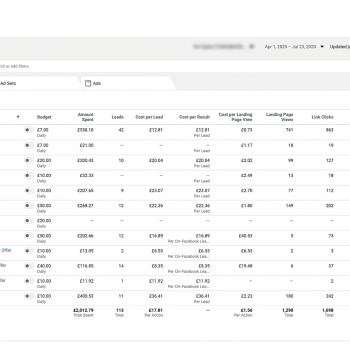 Apr 1, 2020 – Jul 23, 2020 Updated j
rch or add filters
Ad Sets Ads
Budget Amount Spent Leads Cost per Lead Cost per Result Cost per Landing Page View Landing Page Views Link Clicks
£7.00 £538.10 42 £12.81 £12.81 £0.73 741 863
Daily Per Lead
£7.00 £21.00 — — — £1.17 18 19
Daily Per Lead
£20.00 £200.43 10 £20.04 £20.04 £2.02 99 127
Daily Per Lead
£10.00 £32.33 — — — £2.49 13 18
Daily Per Lead
£10.00 £207.65 9 £23.07 £23.07 £2.70 77 112
Daily Per Lead
£50.00 £268.27 12 £22.36 £22.36 £1.80 149 202
Daily Per Lead
£20.00 — — — — — — —
Daily
£50.00 £202.66 12 £16.89 £16.89 £40.53 5 73
Daily Per On-Facebook Lea...
Offer £10.00 £13.05 2 £6.53 £6.53 £6.53 2 3
Daily Per On-Facebook Lea...
ffer £40.00 £116.85 14 £8.35 £8.35 £19.48 6 37
Daily Per On-Facebook Lea...
ffer £10.00 £11.92 1 £11.92 £11.92 — — 2
Daily Per On-Facebook Lea...
£10.00 £400.53 11 £36.41 £36.41 £2.23 180 242
Daily Per Lead
£2,012.79 113 £17.81 — £1.56 1,290 1,698
Total Spent Total Per Action Per Action Total Total